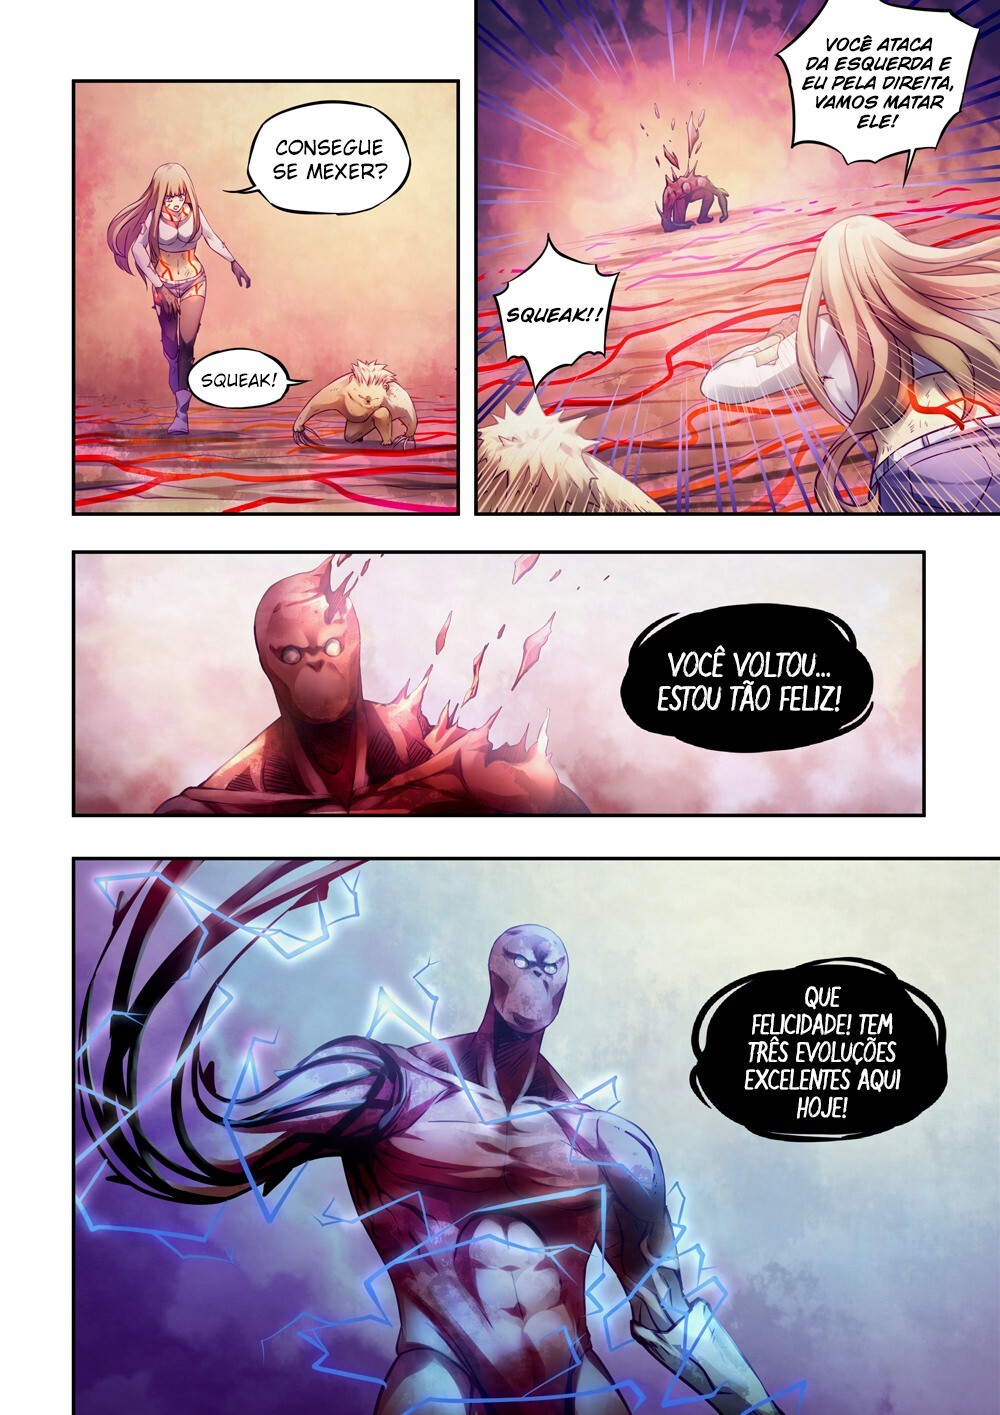 CONSEGUE
SE MEXER?
SQUEAK!
VOCÊ ATACA
DA ESQUERDA E
EU PELA DIREITA,
VAMOS MATAR
ELE!
SQUEAK!!
VOCÊ VOLTOU...
ESTOU TÃO FELIZ!
QUE
FELICIDADE! TEM
TRÊS EVOLUÇÕES
EXCELENTES AQUI
HOJE!